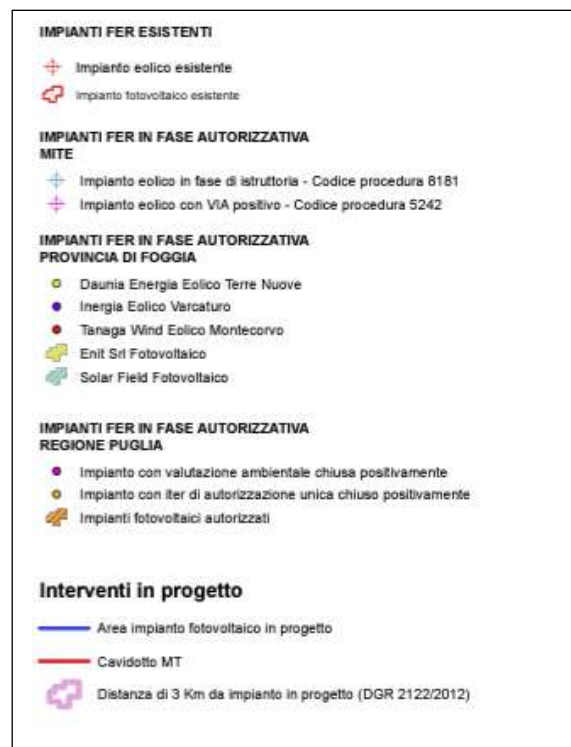 IMPIANTI FER ESISTENTI
Impianto eolico esistente
Impianto fotovoltaico esistente
IMPIANTI FER IN FASE AUTORIZZATIVA
MITE
Impianto eolico in fase di istruttoria - Codice procedura 8181
Impianto eolico con VIA positivo - Codice procedura 5242
IMPIANTI FER IN FASE AUTORIZZATIVA
PROVINCIA DI FOGGIA
Daunia Energia Eolico Terre Nuove
Inergia Eolico Varcaturo
Tanaga Wind Eolico Montecorvo
Enit Srl Fotovoltaico
Solar Field Fotovoltaico
IMPIANTI FER IN FASE AUTORIZZATIVA
REGIONE PUGLIA
Impianto con valutazione ambientale chiusa positivamente
Impianto con iter di autorizzazione unica chiuso positivamente
Impianti fotovoltaici autorizzati
Interventi in progetto
Area impianto fotovoltaico in progetto
Cavidotto MT
Distanza di 3 Km da impianto in progetto (DGR 2122/2012)